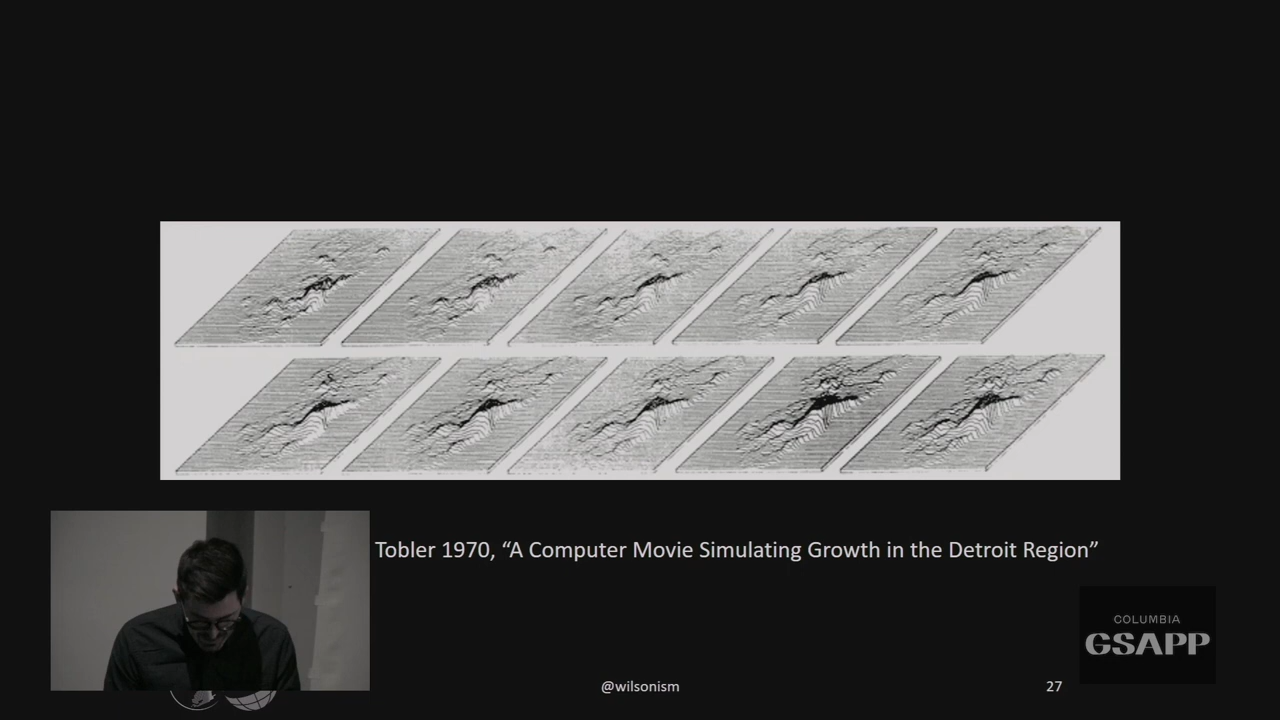 Tobler 1970, “A Computer Movie Simulating Growth in the Detroit Region”
COLUMBIA
GSAPP
@wilsonism
27